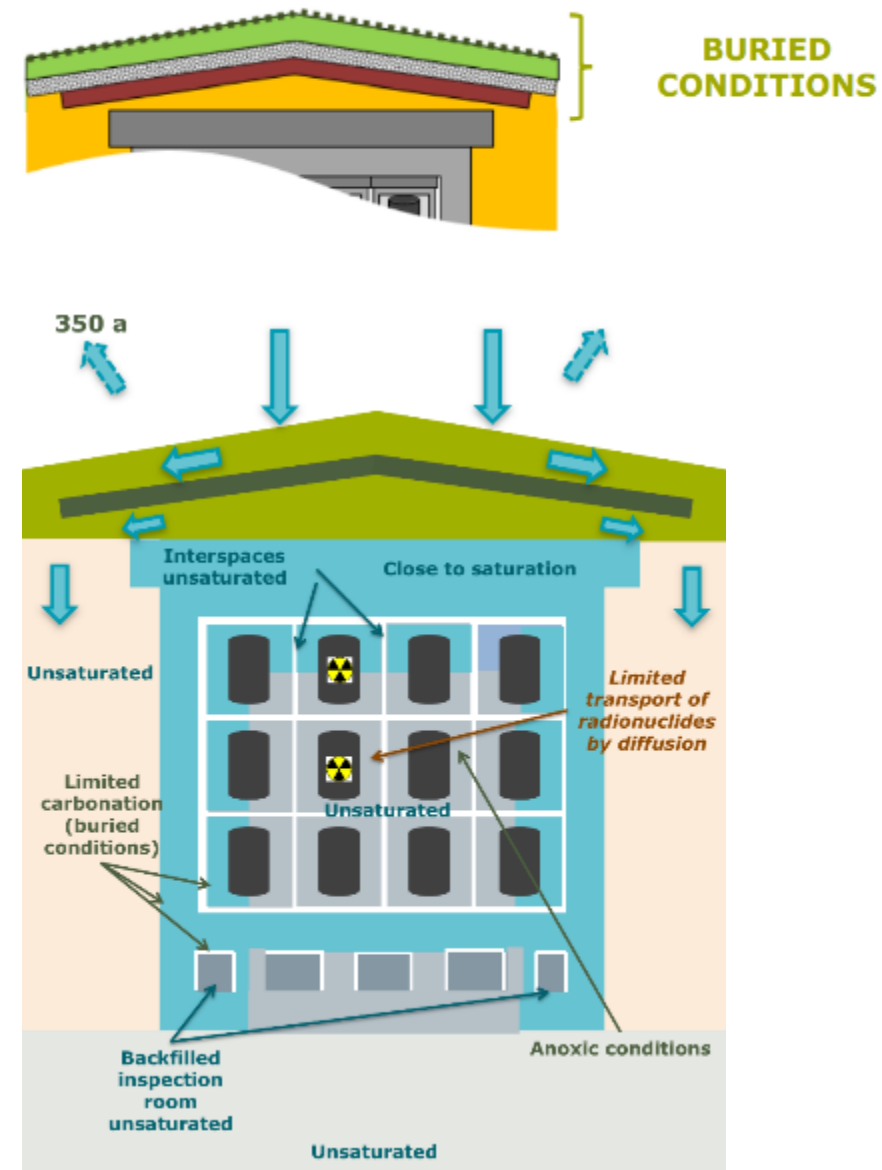 BURIED
CONDITIONS
350 a
Interspaces
unsaturated
Close to saturation
Unsaturated
Limited
transport of
radionuclides
by diffusion
Limited
carbonation
(buried
conditions)
Unsaturated
Anoxic conditions
Backfilled
inspection
room
unsaturated
Unsaturated